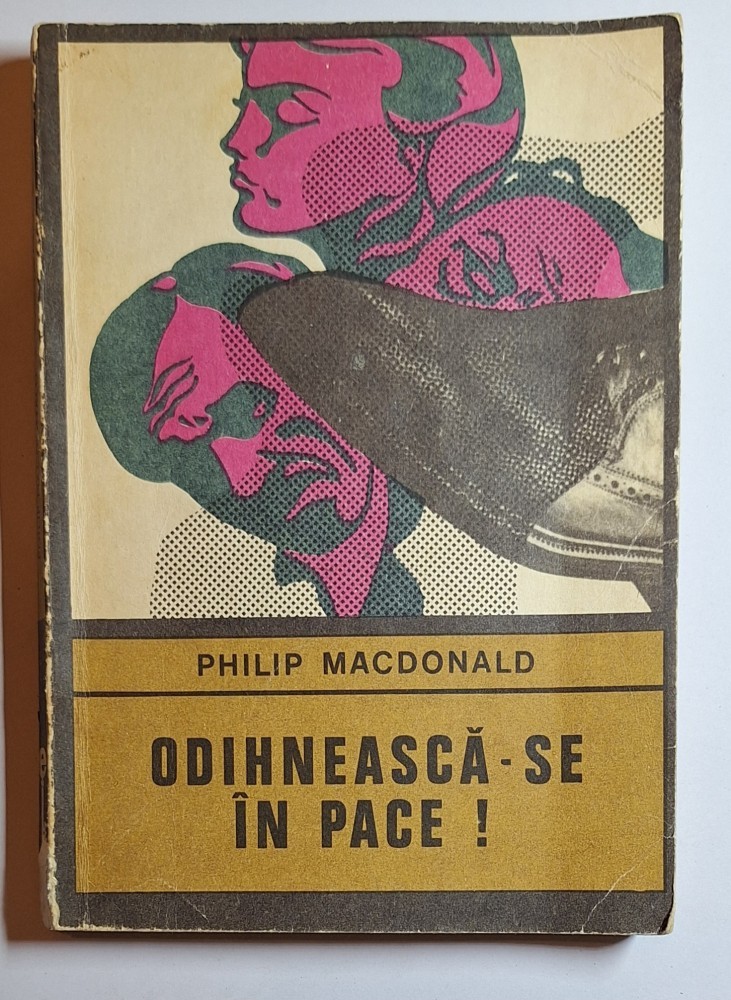 PHILIP MACDONALD
ODIHNEASCĂ-SE
ÎN PACE !